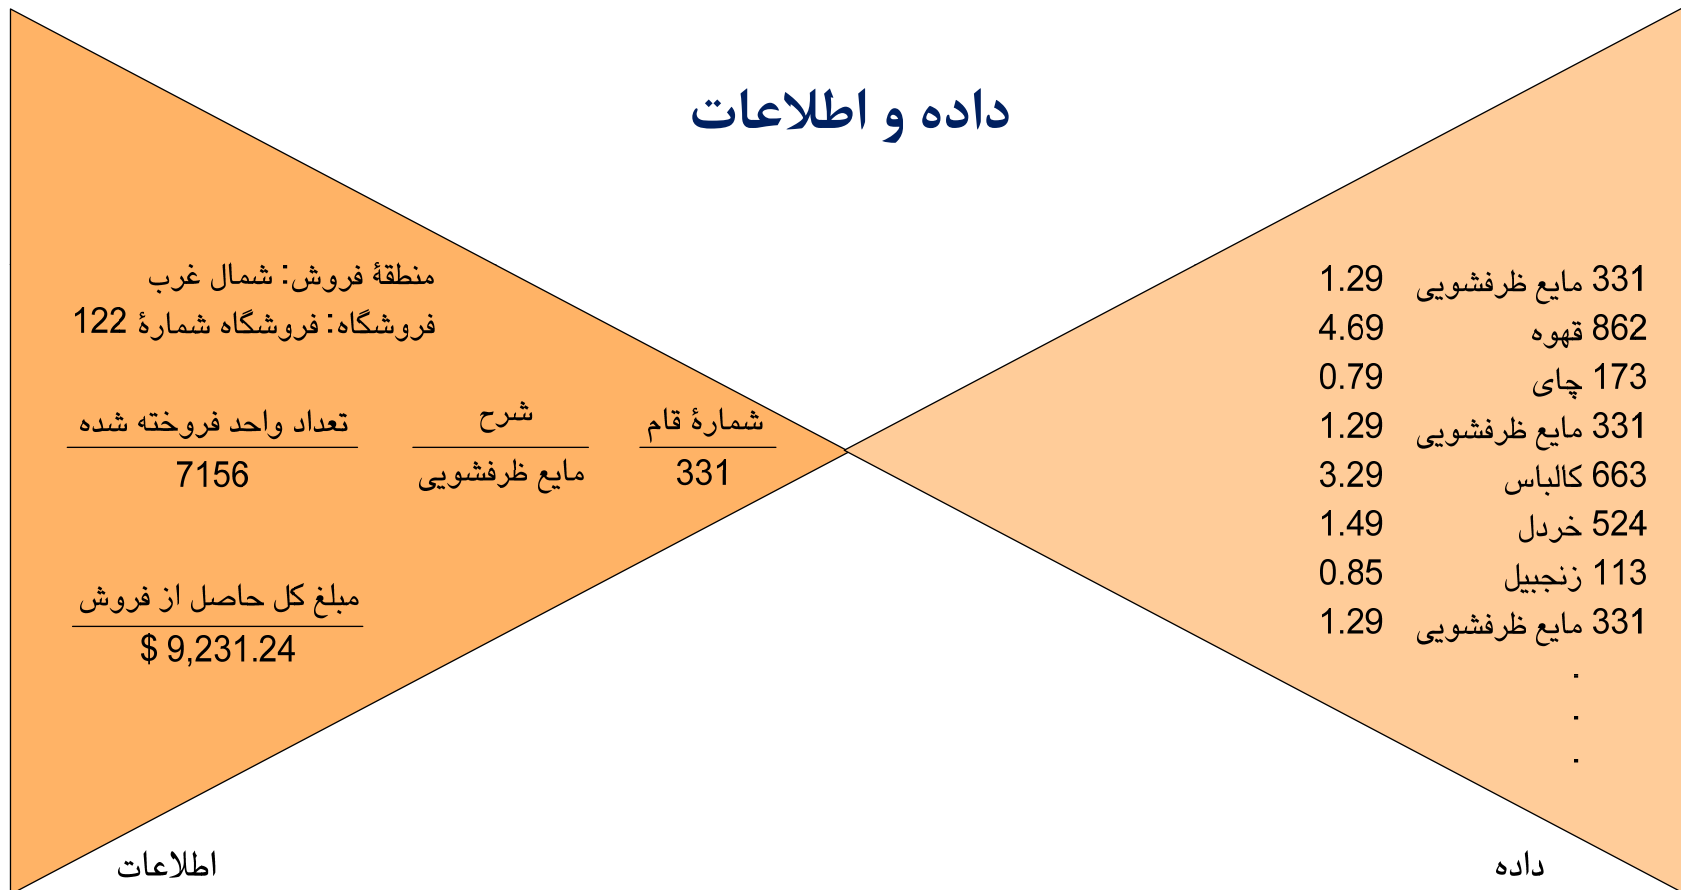 داده و اطلاعات
331 مایع ظرفشویی 1.29
862 قهوه 4.69
173 چای 0.79
331 مایع ظرفشویی 1.29
663 کالباس 3.29
524 خردل 1.49
113 زنجبیل 0.85
331 مایع ظرفشویی 1.29
.
.
.
داده
منطقهٔ فروش: شمال غرب
فروشگاه: فروشگاه شمارهٔ 122
شمارهٔ قام شرح تعداد واحد فروخته شده
331 مایع ظرفشویی 7156
مبلغ کل حاصل از فروش
$ 9,231.24
اطلاعات